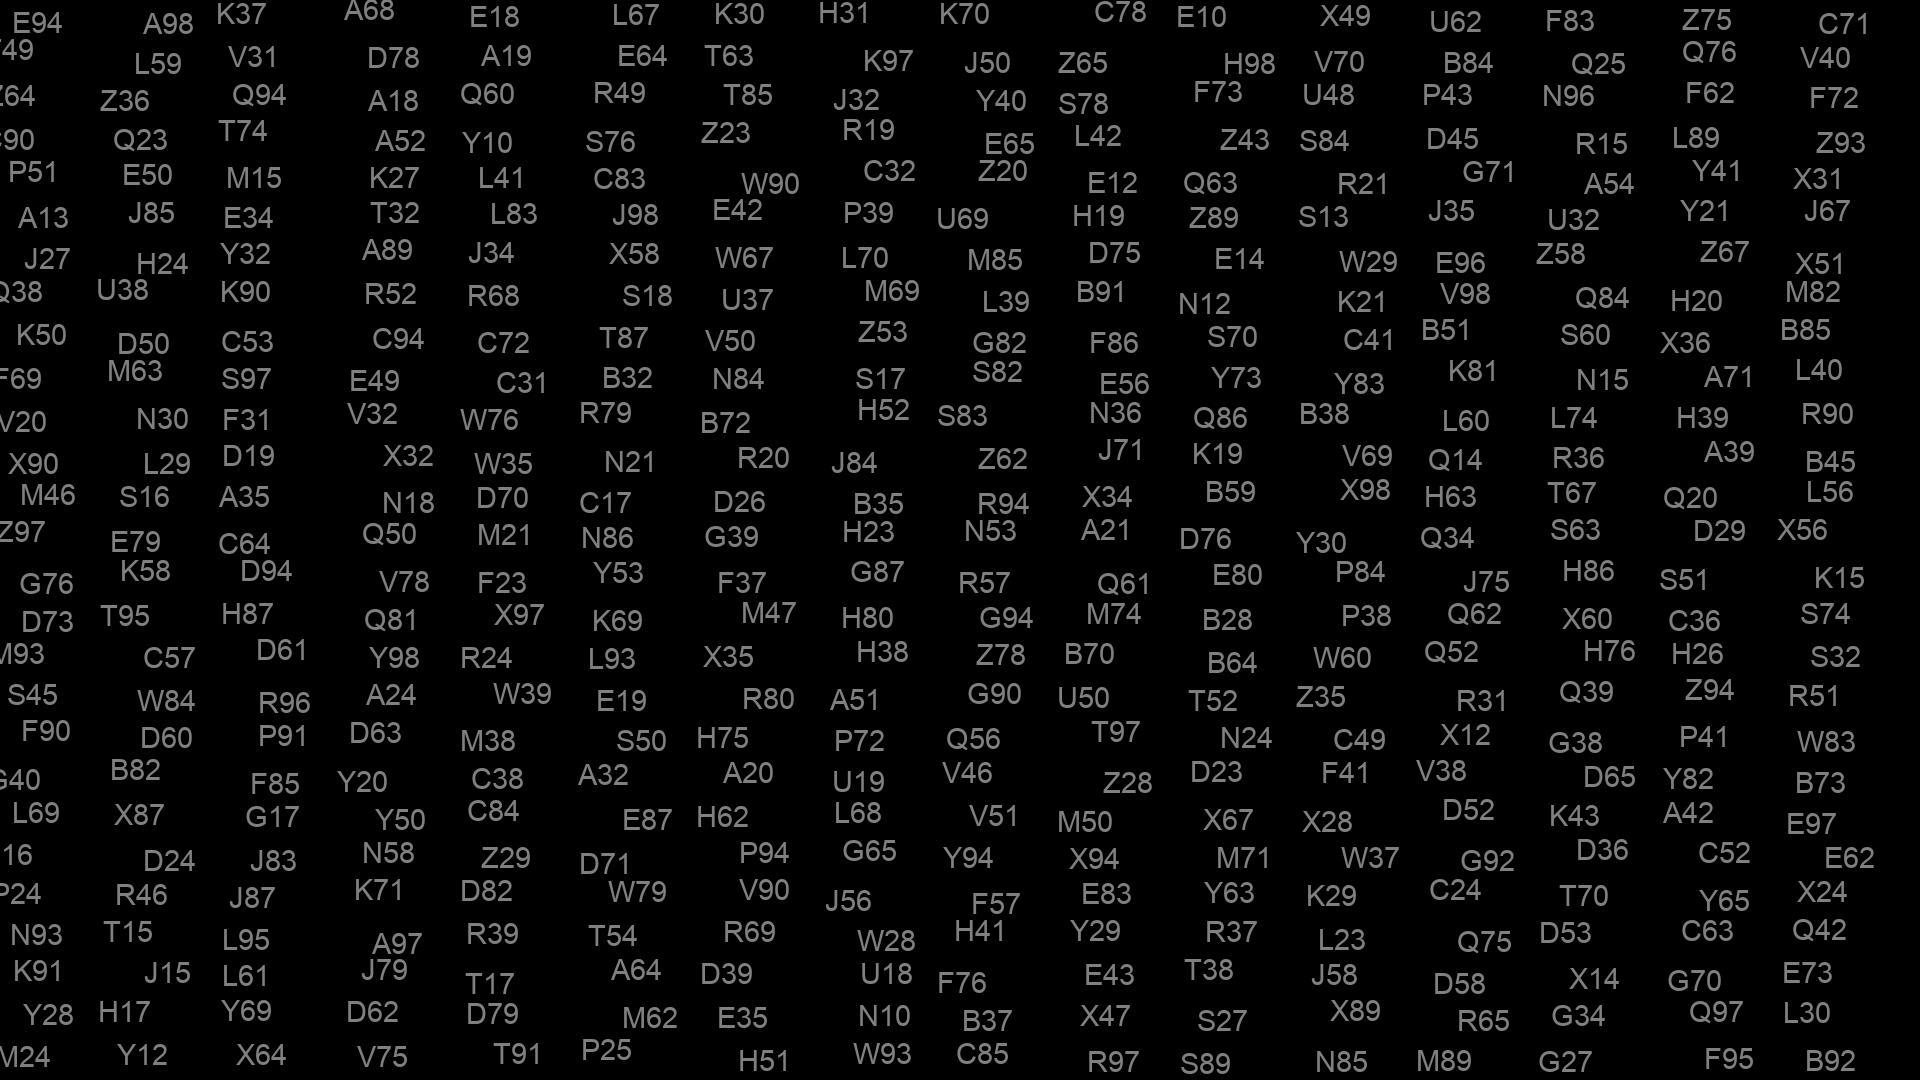 E94 A98 K37 A68 E18 L67 K30 H31 K70 C78 E10 X49 U62 F83 Z75 C71
49 L59 V31 D78 A19 E64 T63 K97 J50 Z65 H98 V70 B84 Q25 Q76 V40
Z64 Z36 Q94 A18 Q60 R49 T85 J32 Y40 S78 F73 U48 P43 N96 F62 F72
C90 Q23 T74 A52 Y10 S76 Z23 R19 E65 L42 Z43 S84 D45 R15 L89 Z93
P51 E50 M15 K27 L41 C83 W90 C32 Z20 E12 Q63 R21 G71 A54 Y41 X31
A13 J85 E34 T32 L83 J98 E42 P39 U69 H19 Z89 S13 J35 U32 Y21 J67
J27 H24 Y32 A89 J34 X58 W67 L70 M85 D75 E14 W29 E96 Z58 Z67 X51
Q38 U38 K90 R52 R68 S18 U37 M69 L39 B91 N12 K21 V98 Q84 H20 M82
K50 D50 C53 C94 C72 T87 V50 Z53 G82 F86 S70 C41 B51 S60 X36 B85
F69 M63 S97 E49 C31 B32 N84 S17 S82 E56 Y73 Y83 K81 N15 A71 L40
V20 N30 F31 V32 W76 R79 B72 H52 S83 N36 Q86 B38 L60 L74 H39 R90
X90 L29 D19 X32 W35 N21 R20 J84 Z62 J71 K19 V69 Q14 R36 A39 B45
M46 S16 A35 N18 D70 C17 D26 B35 R94 X34 B59 X98 H63 T67 Q20 L56
Z97 E79 C64 Q50 M21 N86 G39 H23 N53 A21 D76 Y30 Q34 S63 D29 X56
G76 K58 D94 V78 F23 Y53 F37 G87 R57 Q61 E80 P84 J75 H86 S51 K15
D73 T95 H87 Q81 X97 K69 M47 H80 G94 M74 B28 P38 Q62 X60 C36 S74
M93 C57 D61 Y98 R24 L93 X35 H38 Z78 B70 B64 W60 Q52 H76 H26 S32
S45 W84 R96 A24 W39 E19 R80 A51 G90 U50 T52 Z35 R31 Q39 Z94 R51
F90 D60 P91 D63 M38 S50 H75 P72 Q56 T97 N24 C49 X12 G38 P41 W83
G40 B82 F85 Y20 C38 A32 A20 U19 V46 Z28 D23 F41 V38 D65 Y82 B73
L69 X87 G17 Y50 C84 E87 H62 L68 V51 M50 X67 X28 D52 K43 A42 E97
16 D24 J83 N58 Z29 D71 P94 G65 Y94 X94 M71 W37 G92 D36 C52 E62
P24 R46 J87 K71 D82 W79 V90 J56 F57 E83 Y63 K29 C24 T70 Y65 X24
N93 T15 L95 A97 R39 T54 R69 W28 H41 Y29 R37 L23 Q75 D53 C63 Q42
K91 J15 L61 J79 T17 A64 D39 U18 F76 E43 T38 J58 D58 X14 G70 E73
Y28 H17 Y69 D62 D79 M62 E35 N10 B37 X47 S27 X89 R65 G34 Q97 L30
M24 Y12 X64 V75 T91 P25 H51 W93 C85 R97 S89 N85 M89 G27 F95 B92